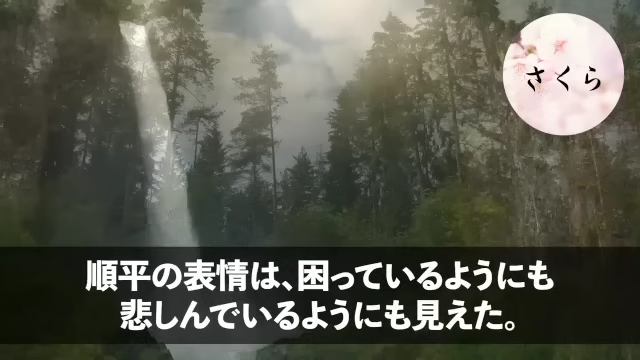 さくら
順平の表情は、困っているようにも
悲しんでいるようにも見えた。